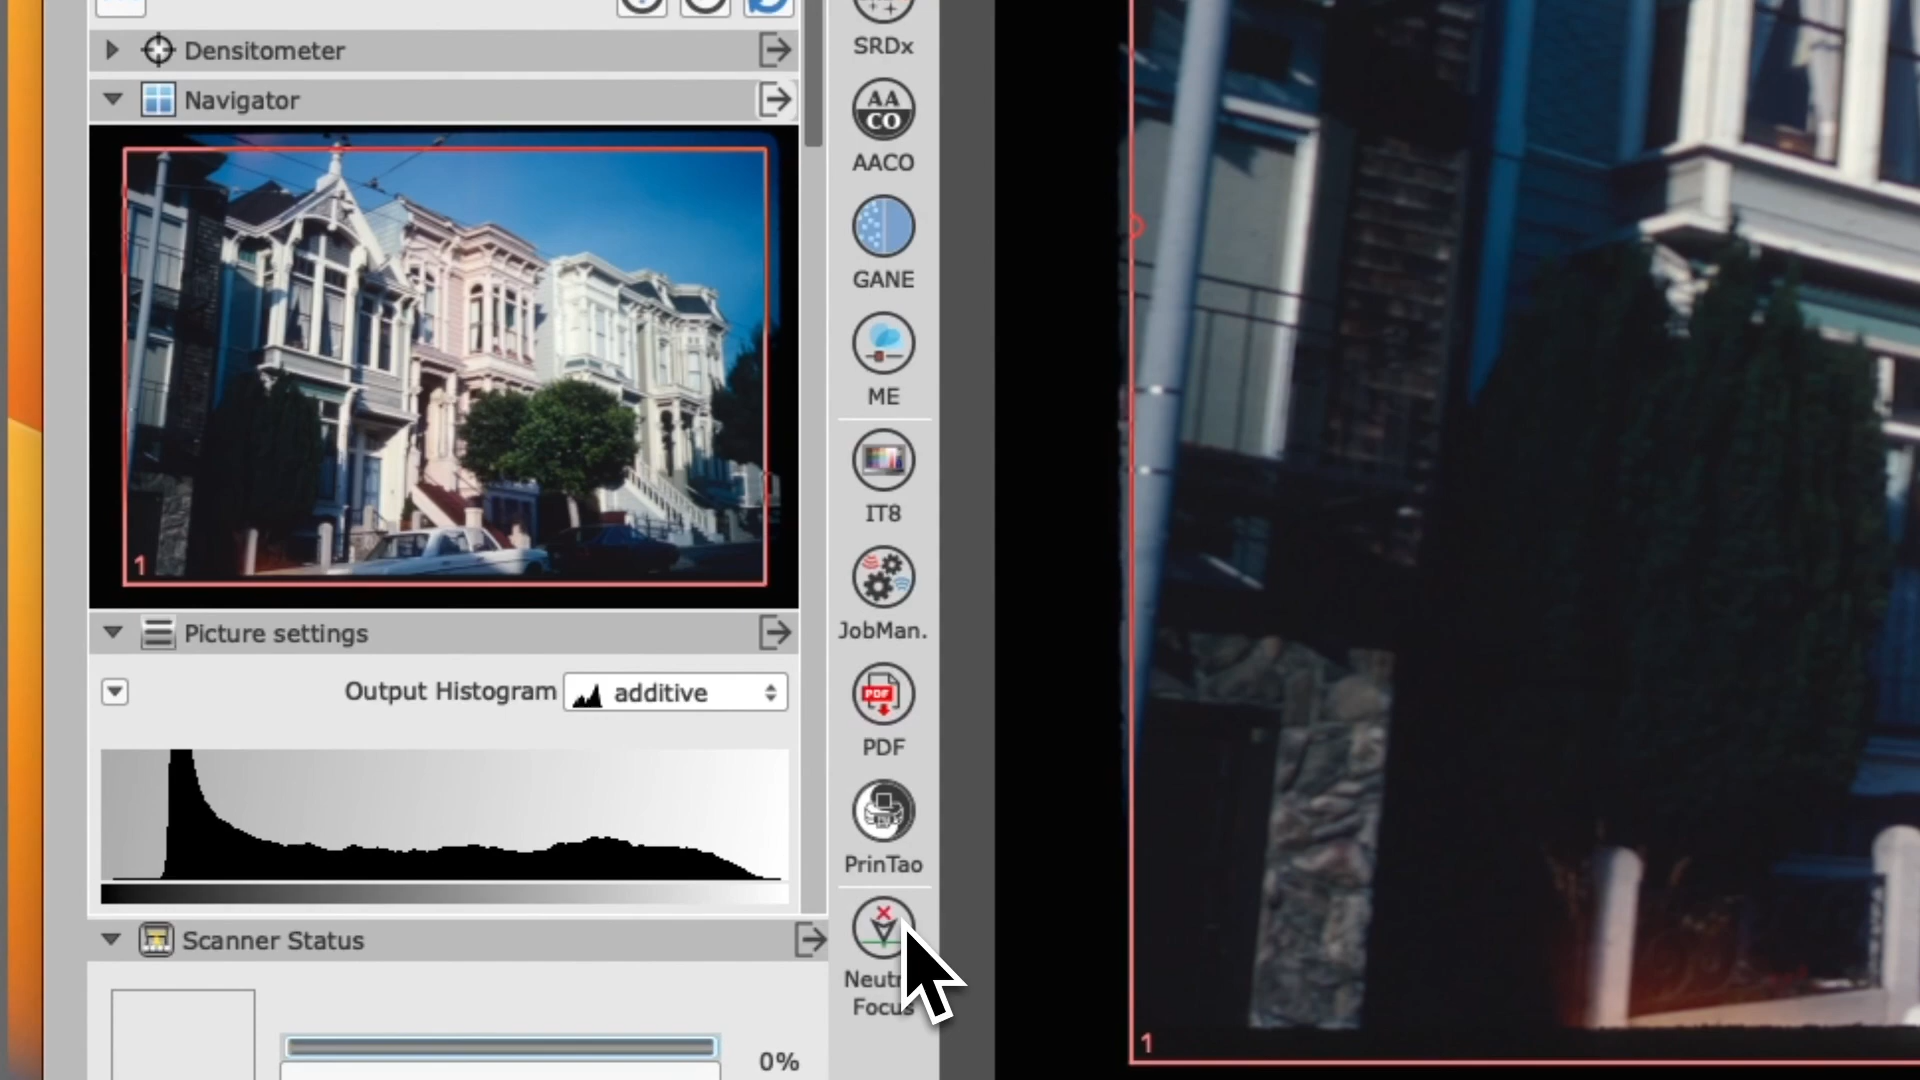 Densitometer
Navigator
1
Picture settings
Output Histogram additive
Scanner Status
0%
SRDx
AA
CO
AACO
GANE
ME
IT8
JobMan.
PDF
PDF
PrinTao
Focus
1